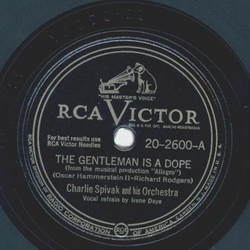 "HIS MASTER'S VOICE"
RCA VICTOR
For best results use
RCA Victor Needles
20-2600-A
THE GENTLEMAN IS A DOPE
(from the musical production "Allegro")
(Oscar Hammerstein II-Richard Rodgers)
Charlie Spivak and his Orchestra
Vocal refrain by Irene Daye